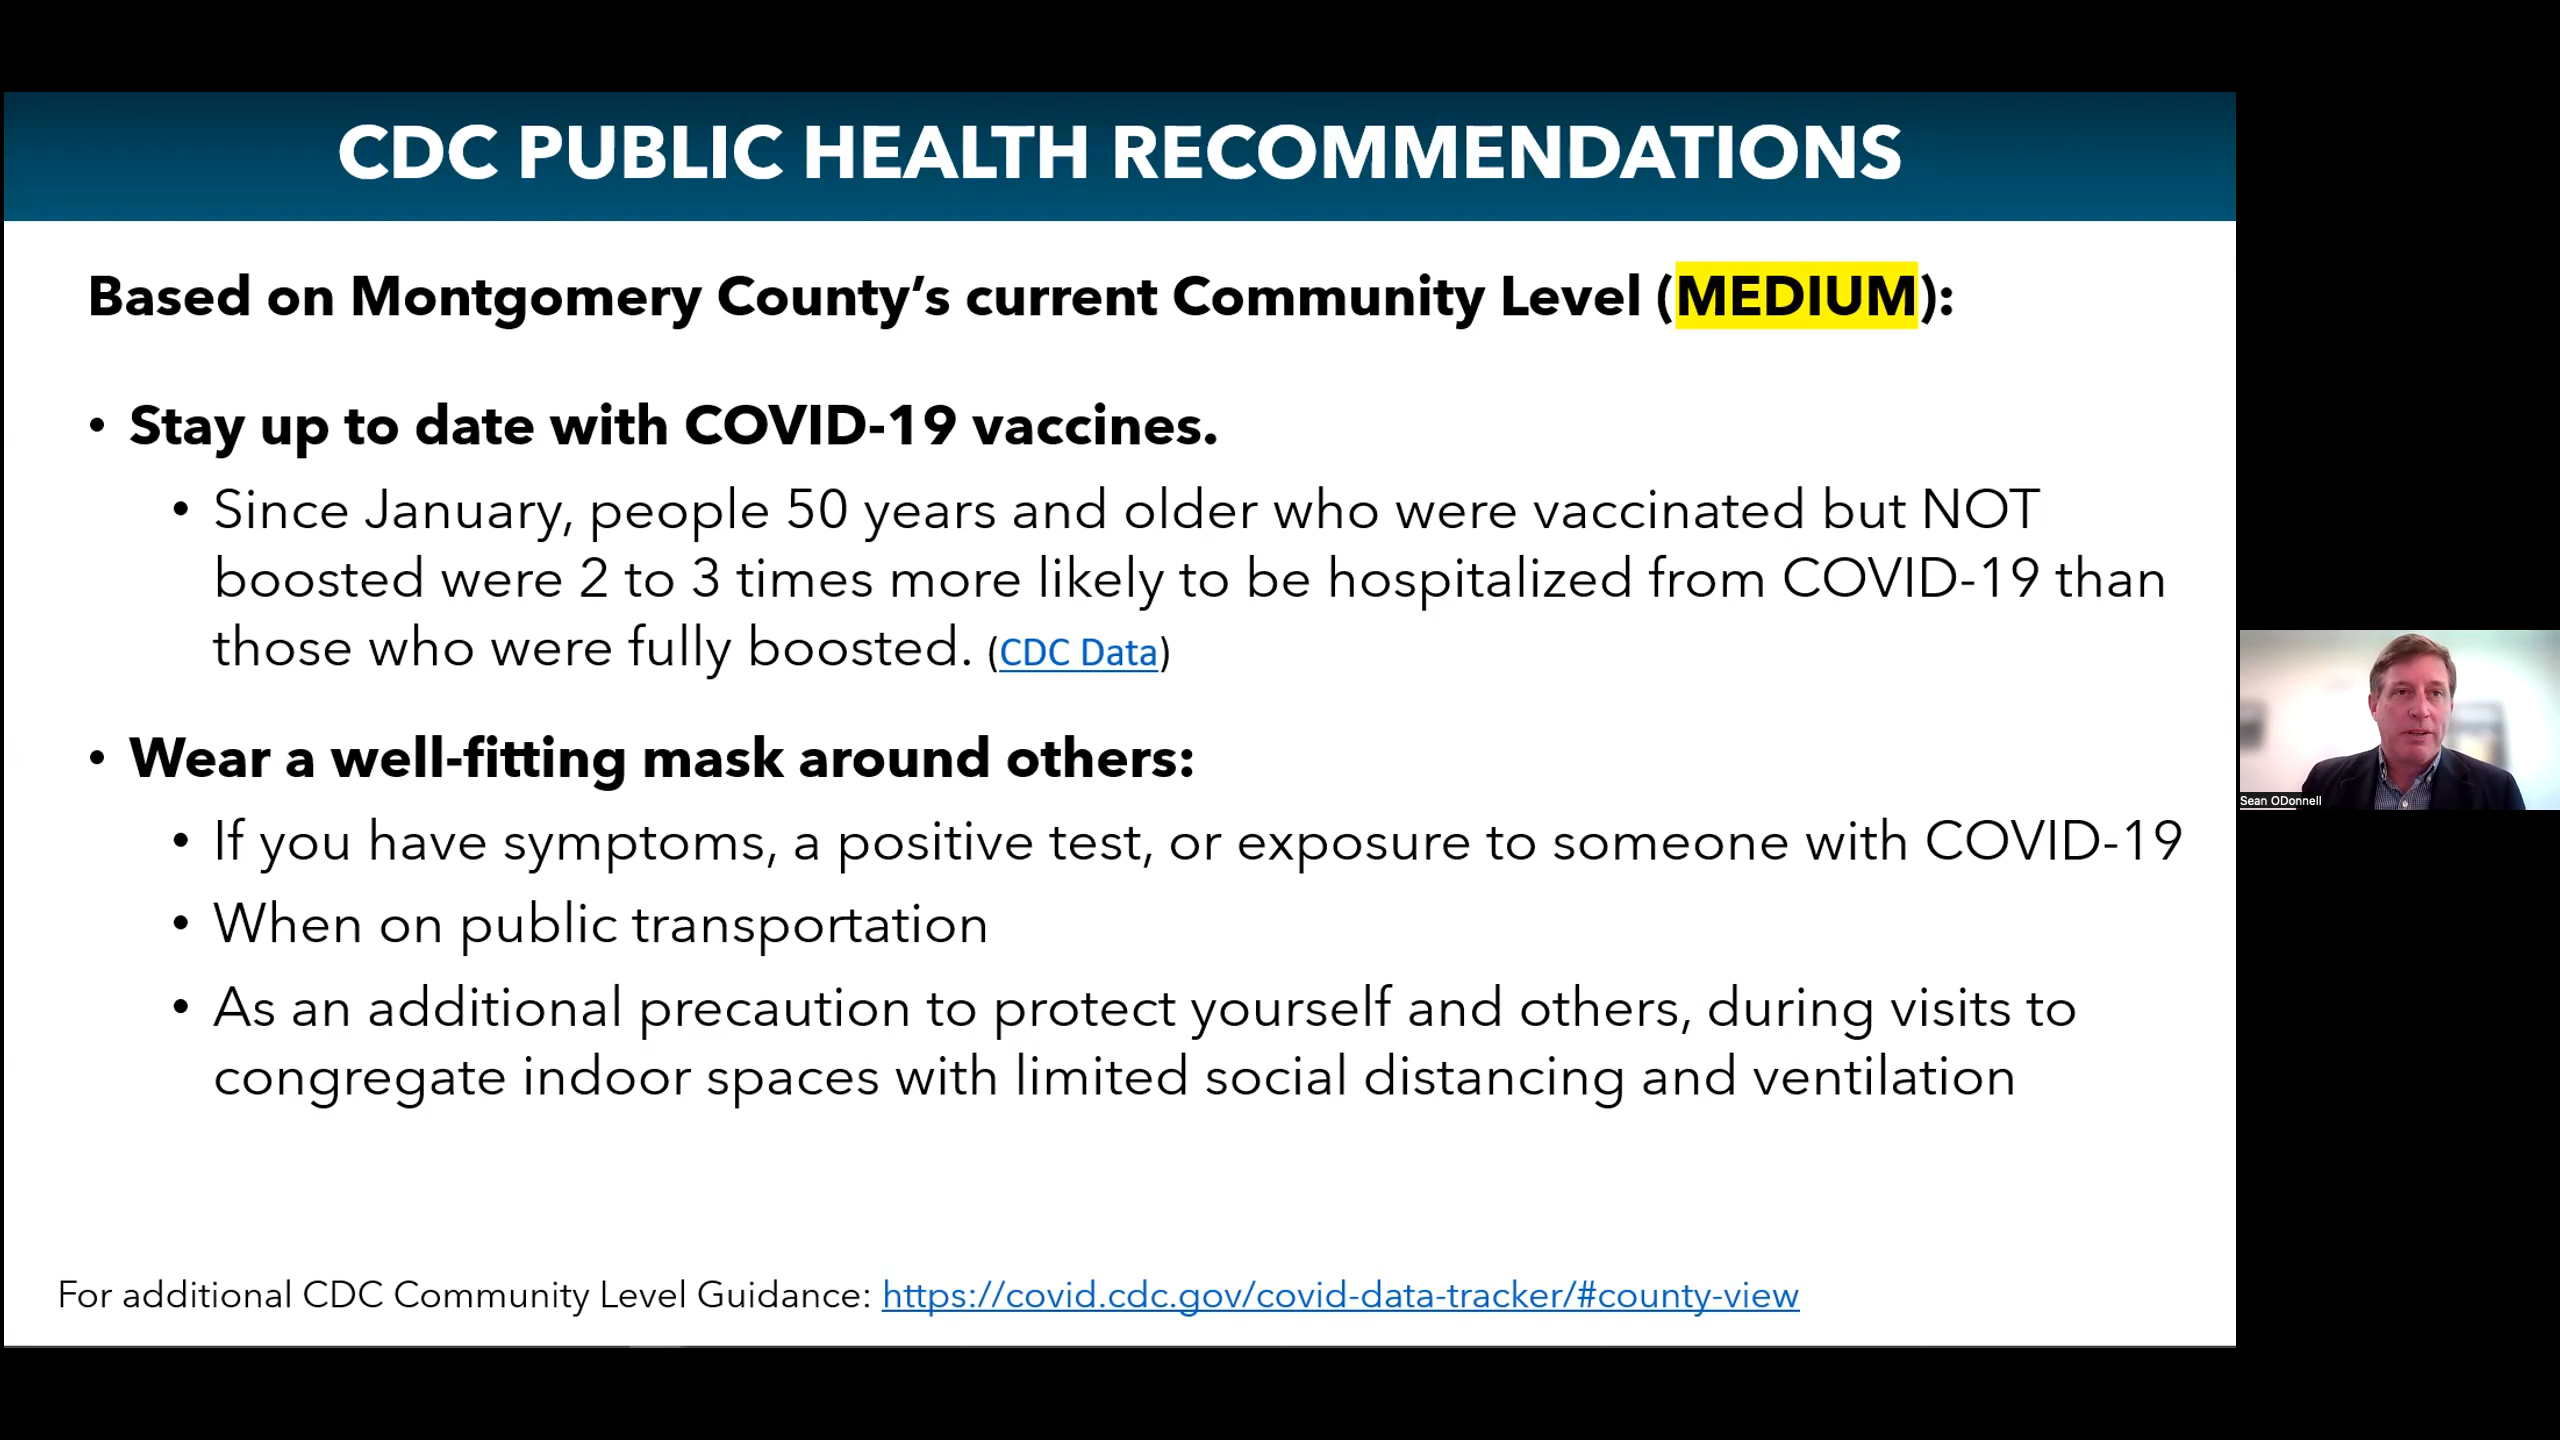 CDC PUBLIC HEALTH RECOMMENDATIONS
Based on Montgomery County’s current Community Level (MEDIUM):
• Stay up to date with COVID-19 vaccines.
• Since January, people 50 years and older who were vaccinated but NOT
boosted were 2 to 3 times more likely to be hospitalized from COVID-19 than
those who were fully boosted. (CDC Data)
• Wear a well-fitting mask around others:
• If you have symptoms, a positive test, or exposure to someone with COVID-19
• When on public transportation
• As an additional precaution to protect yourself and others, during visits to
congregate indoor spaces with limited social distancing and ventilation
For additional CDC Community Level Guidance: https://covid.cdc.gov/covid-data-tracker/#county-view
Sean ODonnell